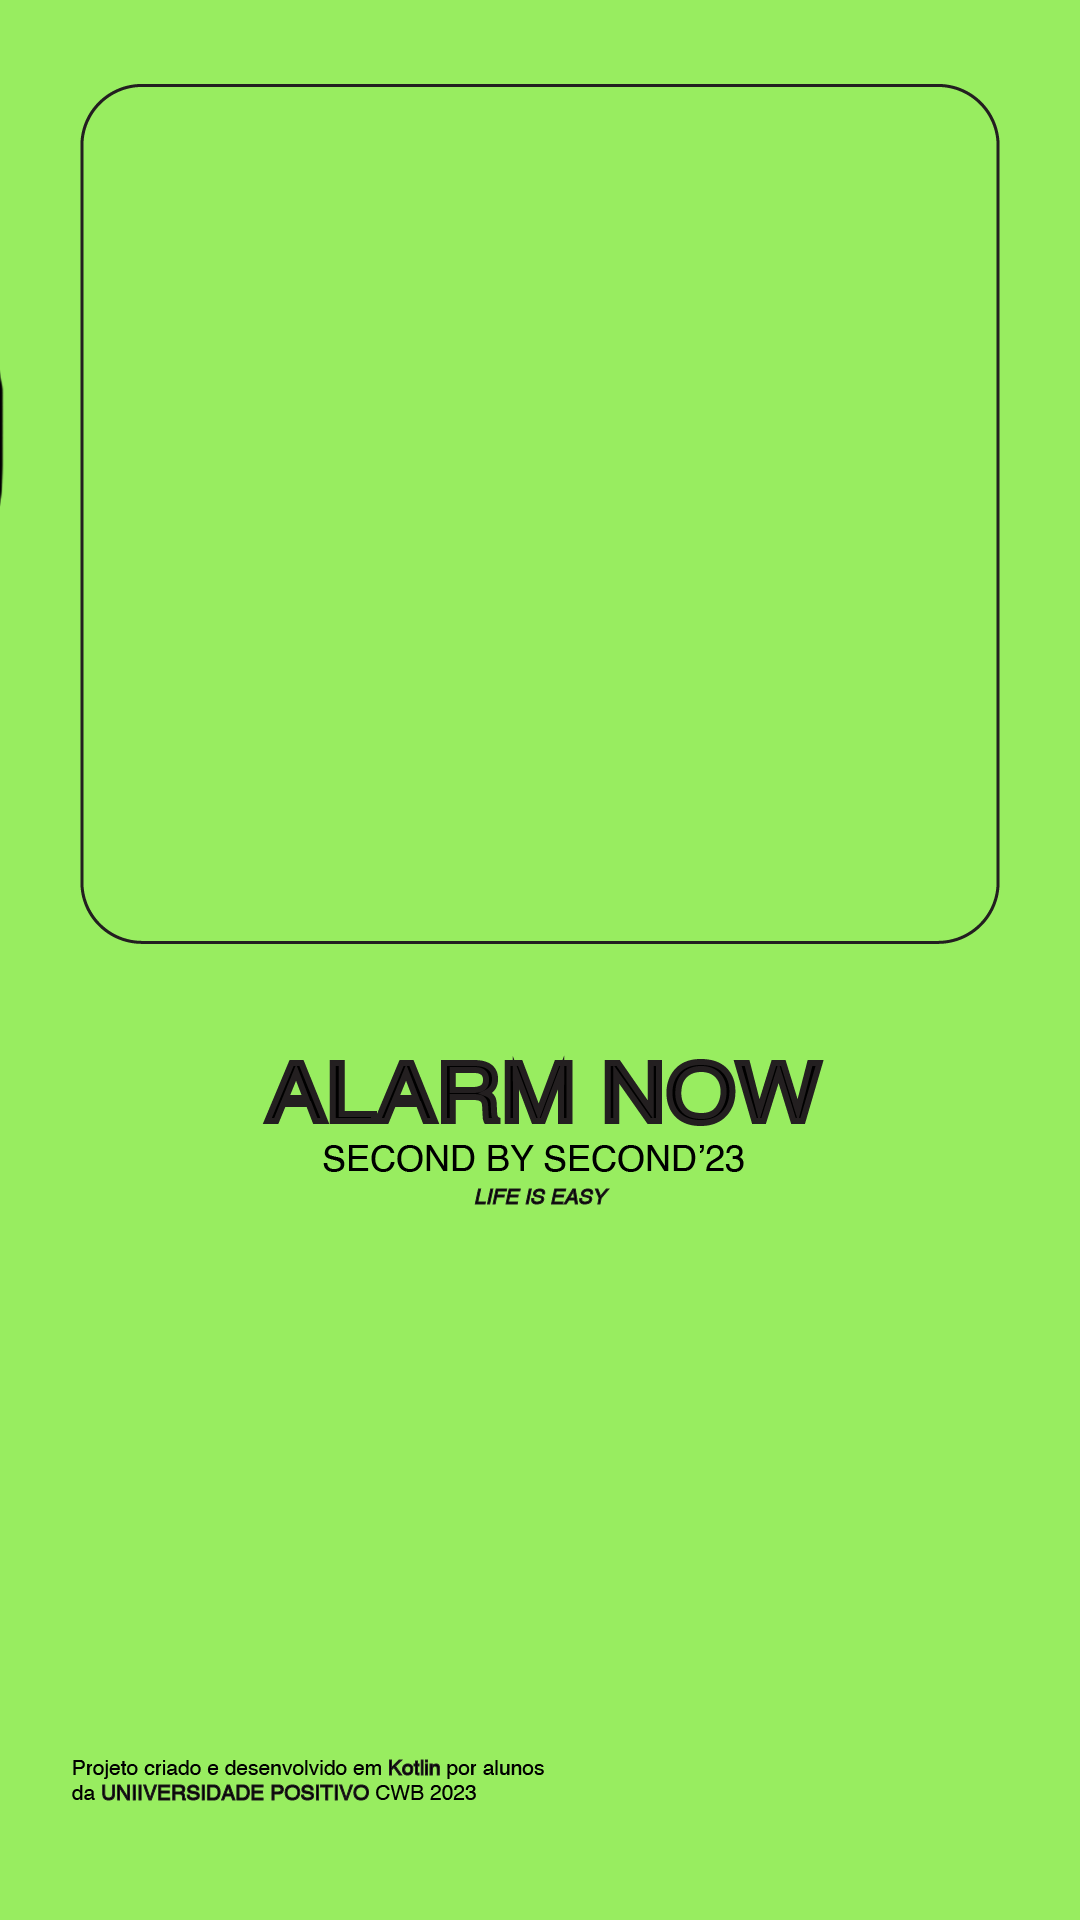 ALARM NOW
SECOND BY SECOND’23
LIFE IS EASY
Projeto criado e desenvolvido em Kotlin por alunos
da UNIIVERSIDADE POSITIVO CWB 2023